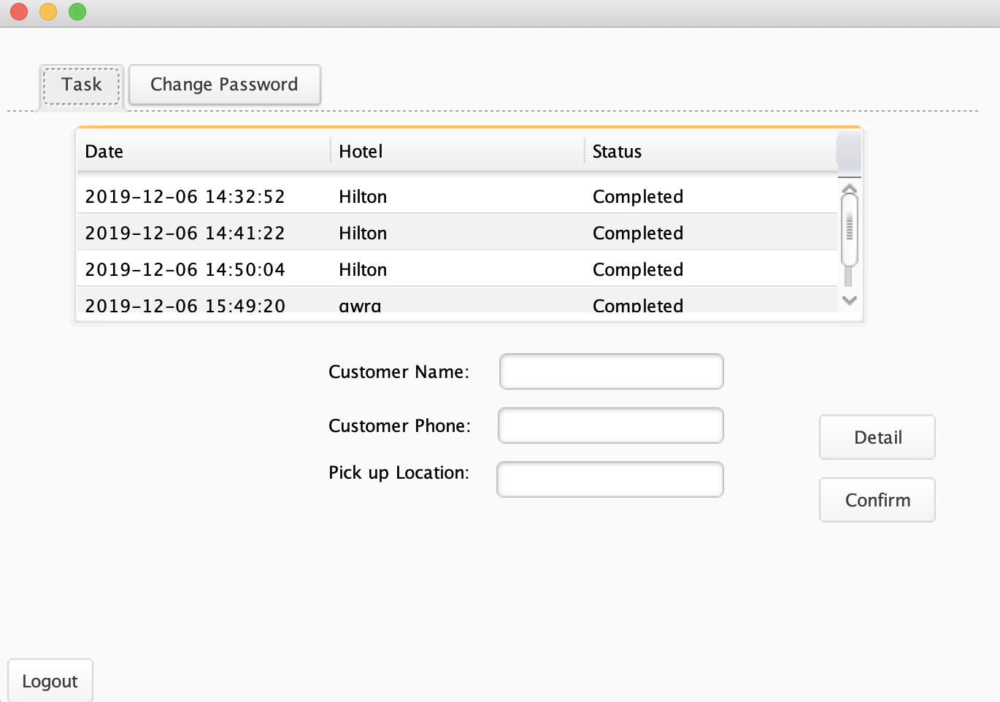 Task Change Password
Date Hotel Status
2019-12-06 14:32:52 Hilton Completed
2019-12-06 14:41:22 Hilton Completed
2019-12-06 14:50:04 Hilton Completed
2019-12-06 15:49:20 Completed
Customer Name:
Customer Phone:
Detail
Pick up Location:
Confirm
Logout